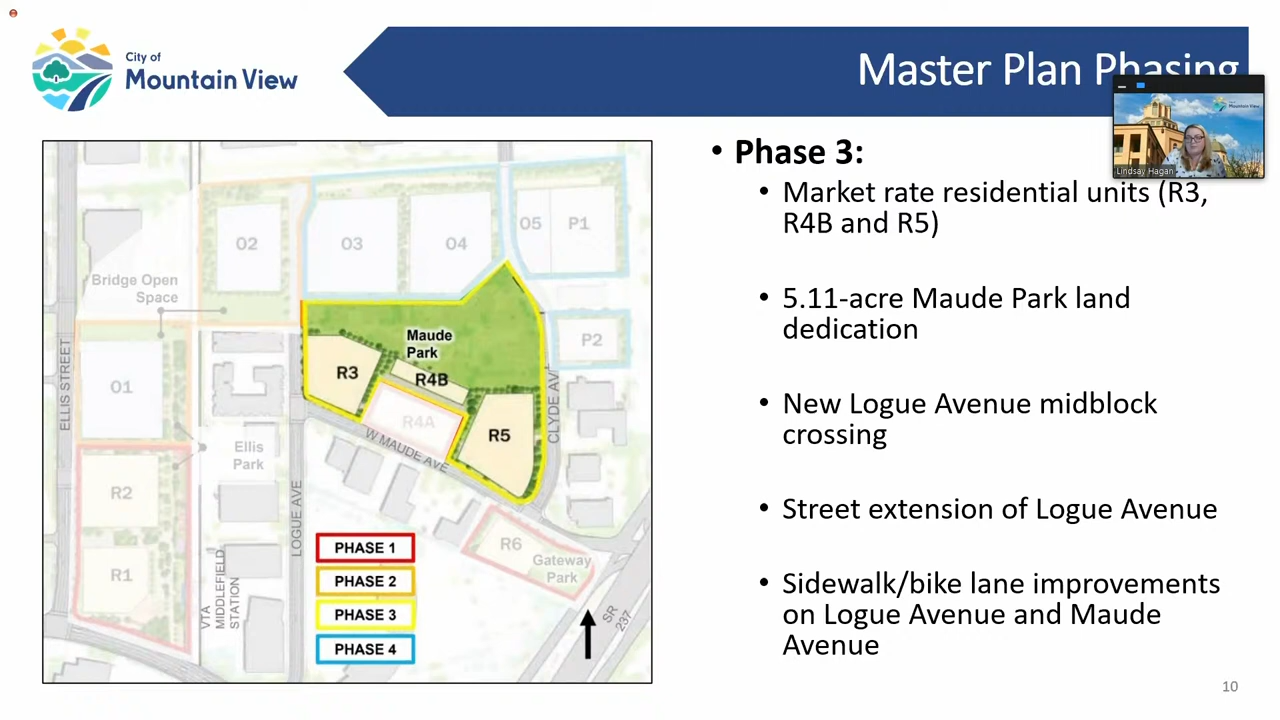 City of
Mountain View
Master Plan Phasing
Mountain View
Lindsay Hagan
• Phase 3:
• Market rate residential units (R3,
R4B and R5)
• 5.11-acre Maude Park land
dedication
• New Logue Avenue midblock
crossing
• Street extension of Logue Avenue
• Sidewalk/bike lane improvements
on Logue Avenue and Maude
Avenue
O2
O3
O4
O5
P1
Bridge Open
Space
Maude
Park
P2
ELLIS STREET
O1
R3
R4B
R4A
R5
CLYDE AV
W MAUDE AVE
Ellis
Park
R2
LOGUE AVE
R6
Gateway
Park
R1
VTA
MIDDLEFIELD
STATION
SR
237
PHASE 1
PHASE 2
PHASE 3
PHASE 4
10